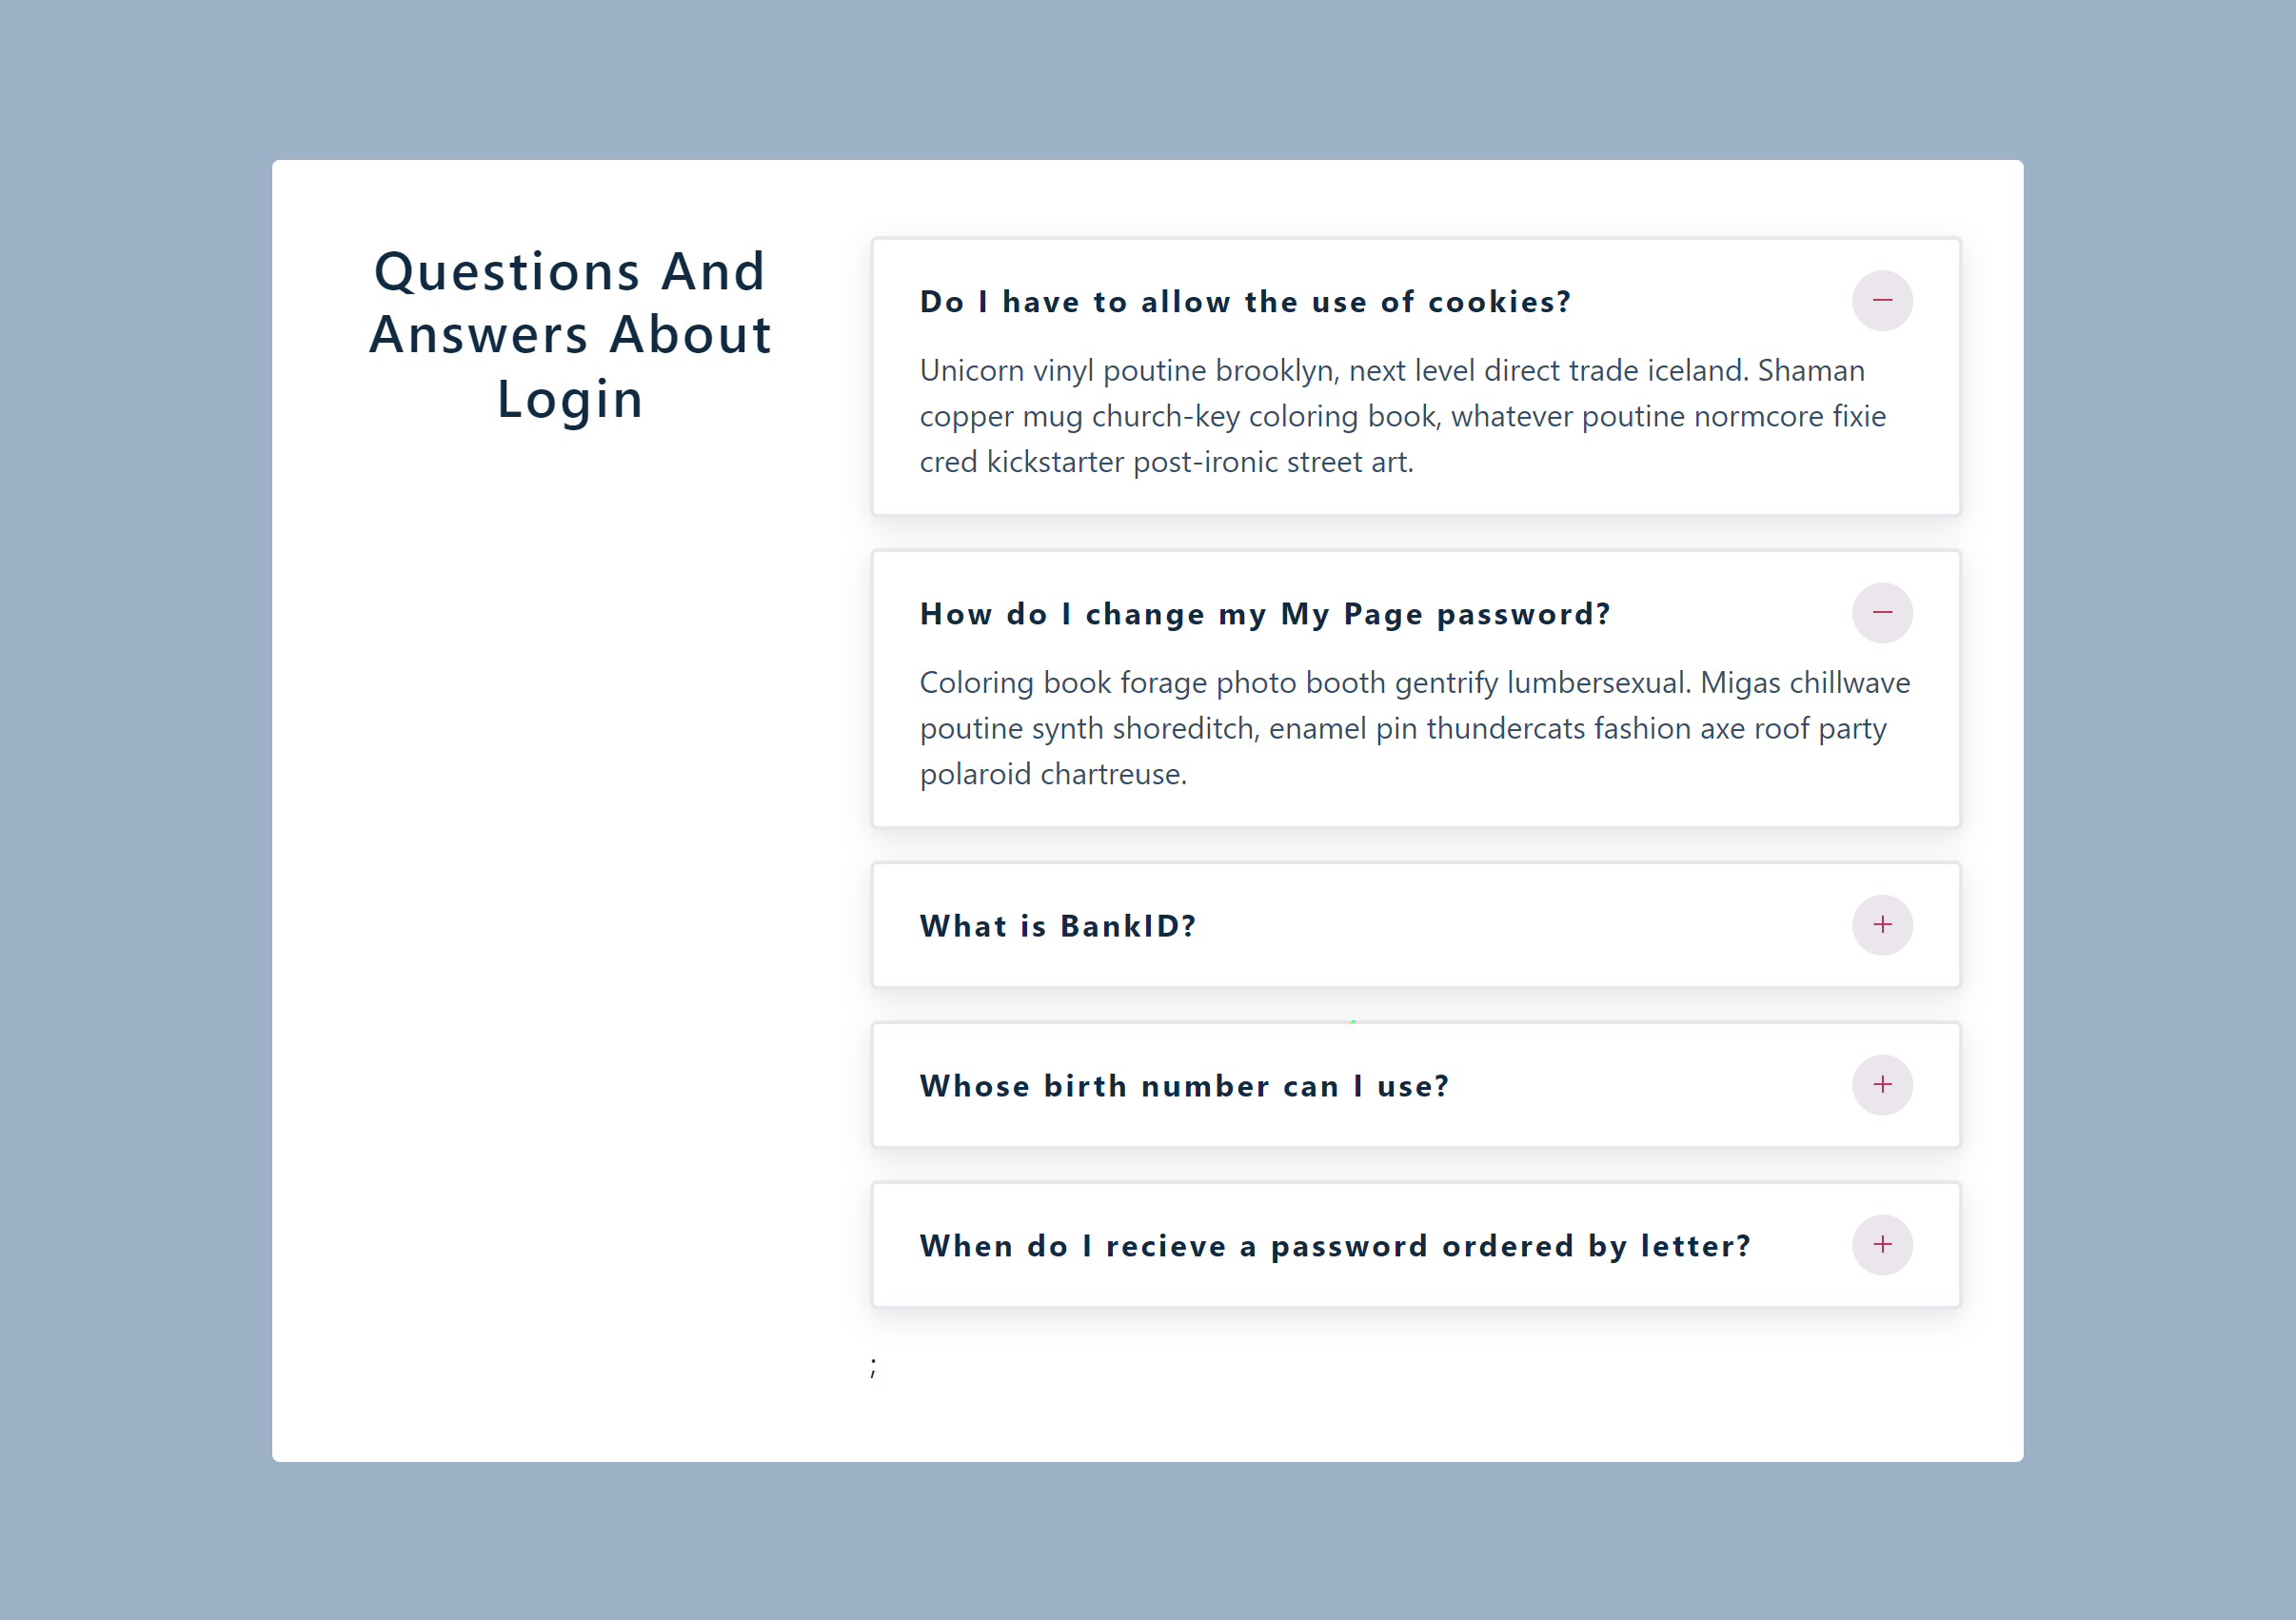 Questions And
Answers About
Login
Do I have to allow the use of cookies?
Unicorn vinyl poutine brooklyn, next level direct trade iceland. Shaman
copper mug church-key coloring book, whatever poutine normcore fixie
cred kickstarter post-ironic street art.
How do I change my My Page password?
Coloring book forage photo booth gentrify lumbersexual. Migas chillwave
poutine synth shoreditch, enamel pin thundercats fashion axe roof party
polaroid chartreuse.
What is BankID?
Whose birth number can I use?
When do I recieve a password ordered by letter?
;